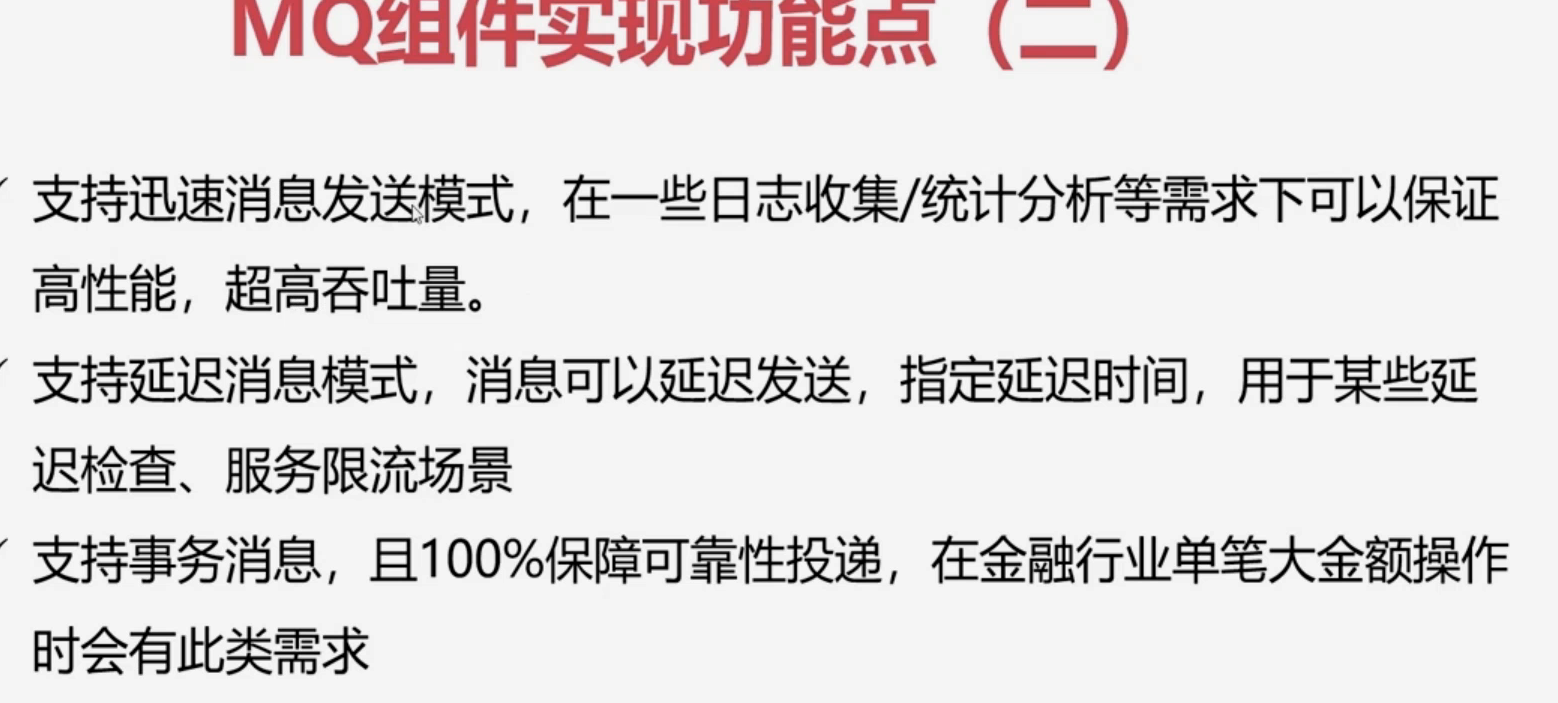 MQ组件实现功能点（二）
支持迅速消息发送模式，在一些日志收集/统计分析等需求下可以保证
高性能，超高吞吐量。
支持延迟消息模式，消息可以延迟发送，指定延迟时间，用于某些延
迟检查、服务限流场景
支持事务消息，且100%保障可靠性投递，在金融行业单笔大金额操作
时会有此类需求